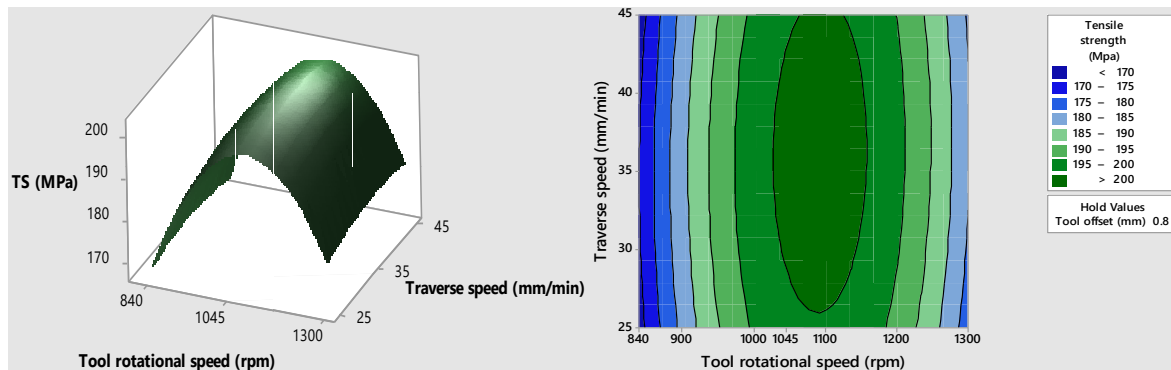 200
190
180
170
TS (MPa)
840
1045
1300
Tool rotational speed (rpm)
45
35
25
Traverse speed (mm/min)
45
40
35
30
25
Traverse speed (mm/min)
840 900 1000 1045 1100 1200 1300
Tool rotational speed (rpm)
Tensile
strength
(Mpa)
< 170
170 – 175
175 – 180
180 – 185
185 – 190
190 – 195
195 – 200
> 200
Hold Values
Tool offset (mm) 0.8